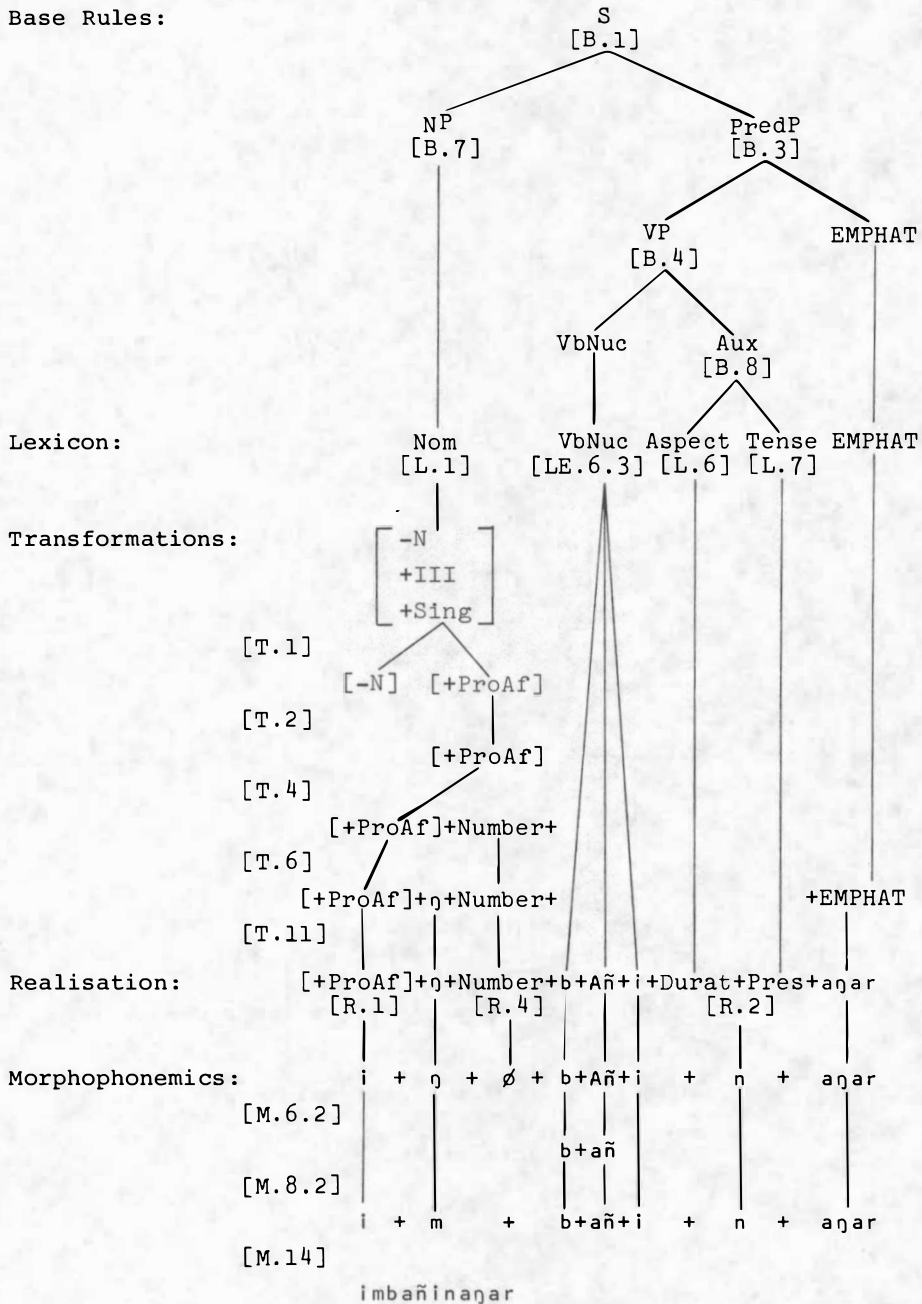 Base Rules:
S
[B.1]
NP PredP
[B.7] [B.3]
VP EMPHAT
[B.4]
VbNuc Aux
[B.8]
Lexicon: Nom VbNuc Aspect Tense EMPHAT
[L.1] [LE.6.3] [L.6] [L.7]
Transformations: -N
+III
+Sing
[T.1]
[-N] [+ProAf]
[T.2]
[+ProAf]
[T.4]
[+ProAf]+Number+
[T.6]
[+ProAf]+ŋ+Number+ +EMPHAT
[T.11]
Realisation: [+ProAf]+ŋ+Number+b+Añ+i+Durat+Pres+aŋar
[R.1] [R.4] [R.2]
Morphophonemics: i + ŋ + ∅ + b+Añ+i + n + aŋar
[M.6.2]
b+añ
[M.8.2]
i + m + b+añ+i + n + aŋar
[M.14]
imbañinaŋar